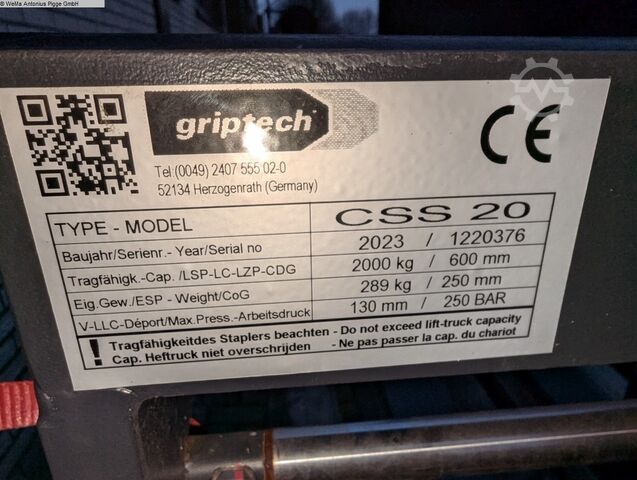 © WeMa Antonius Pigge GmbH
griptech
CE
Tel:(0049) 2407 555 02-0
52134 Herzogenrath (Germany)
TYPE - MODEL CSS 20
Baujahr/Serienr.- Year/Serial no 2023 / 1220376
Tragfähigk.-Cap. /LSP-LC-LZP-CDG 2000 kg / 600 mm
Eig.Gew./ESP - Weight/CoG 289 kg / 250 mm
V-LLC-Déport/Max.Press.-Arbeitsdruck 130 mm / 250 BAR
! Tragfähigkeitdes Staplers beachten - Do not exceed lift-truck capacity
Cap. Heftruck niet overschrijden - Ne pas passer la cap. du chariot